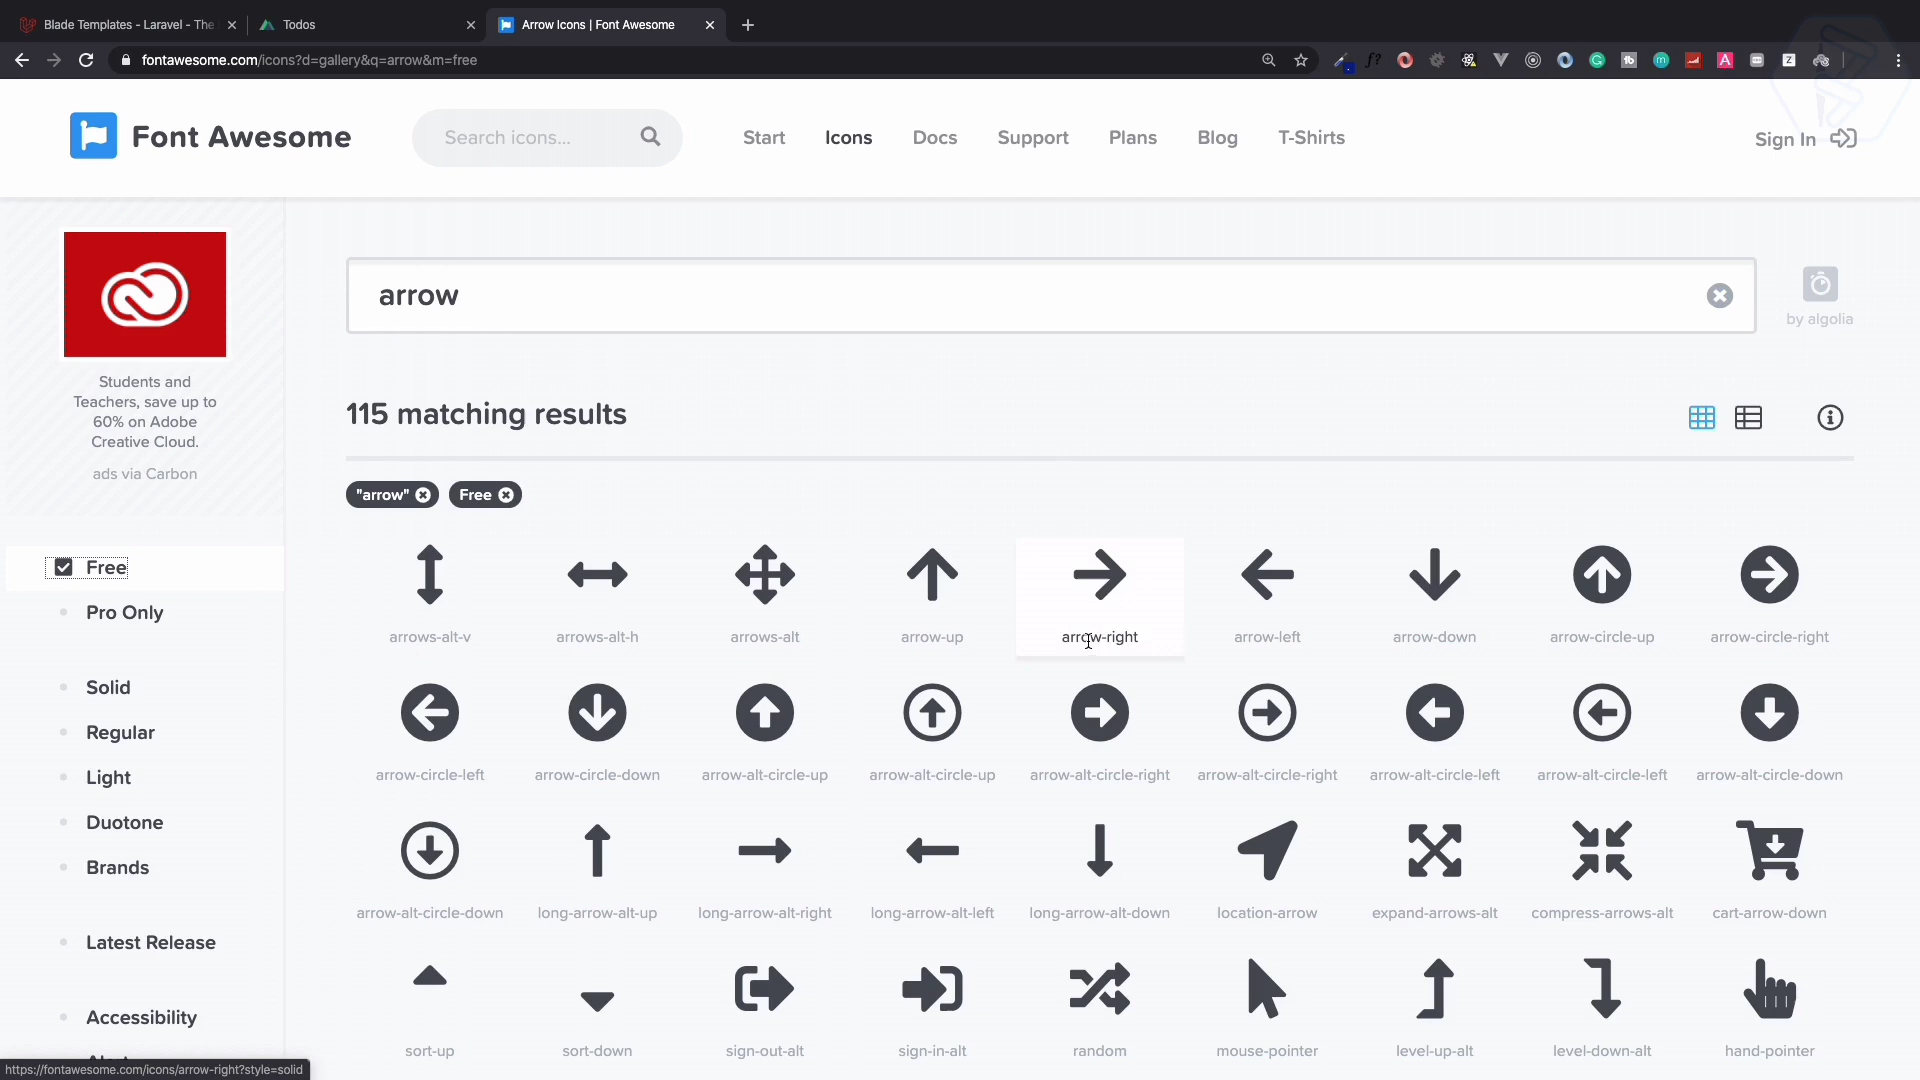 Blade Templates - Laravel - The
Todos
Arrow Icons | Font Awesome
fontawesome.com/icons?d=gallery&q=arrow&m=free
Font Awesome
Search icons...
Start
Icons
Docs
Support
Plans
Blog
T-Shirts
Sign In
Students and
Teachers, save up to
60% on Adobe
Creative Cloud.
ads via Carbon
arrow
by algolia
115 matching results
"arrow"
Free
Free
Pro Only
Solid
Regular
Light
Duotone
Brands
Latest Release
Accessibility
arrows-alt-v
arrows-alt-h
arrows-alt
arrow-up
arrow-right
arrow-left
arrow-down
arrow-circle-up
arrow-circle-right
arrow-circle-left
arrow-circle-down
arrow-alt-circle-up
arrow-alt-circle-up
arrow-alt-circle-right
arrow-alt-circle-right
arrow-alt-circle-left
arrow-alt-circle-left
arrow-alt-circle-down
arrow-alt-circle-down
long-arrow-alt-up
long-arrow-alt-right
long-arrow-alt-left
long-arrow-alt-down
location-arrow
expand-arrows-alt
compress-arrows-alt
cart-arrow-down
sort-up
sort-down
sign-out-alt
sign-in-alt
random
mouse-pointer
level-up-alt
level-down-alt
hand-pointer
https://fontawesome.com/icons/arrow-right?style=solid